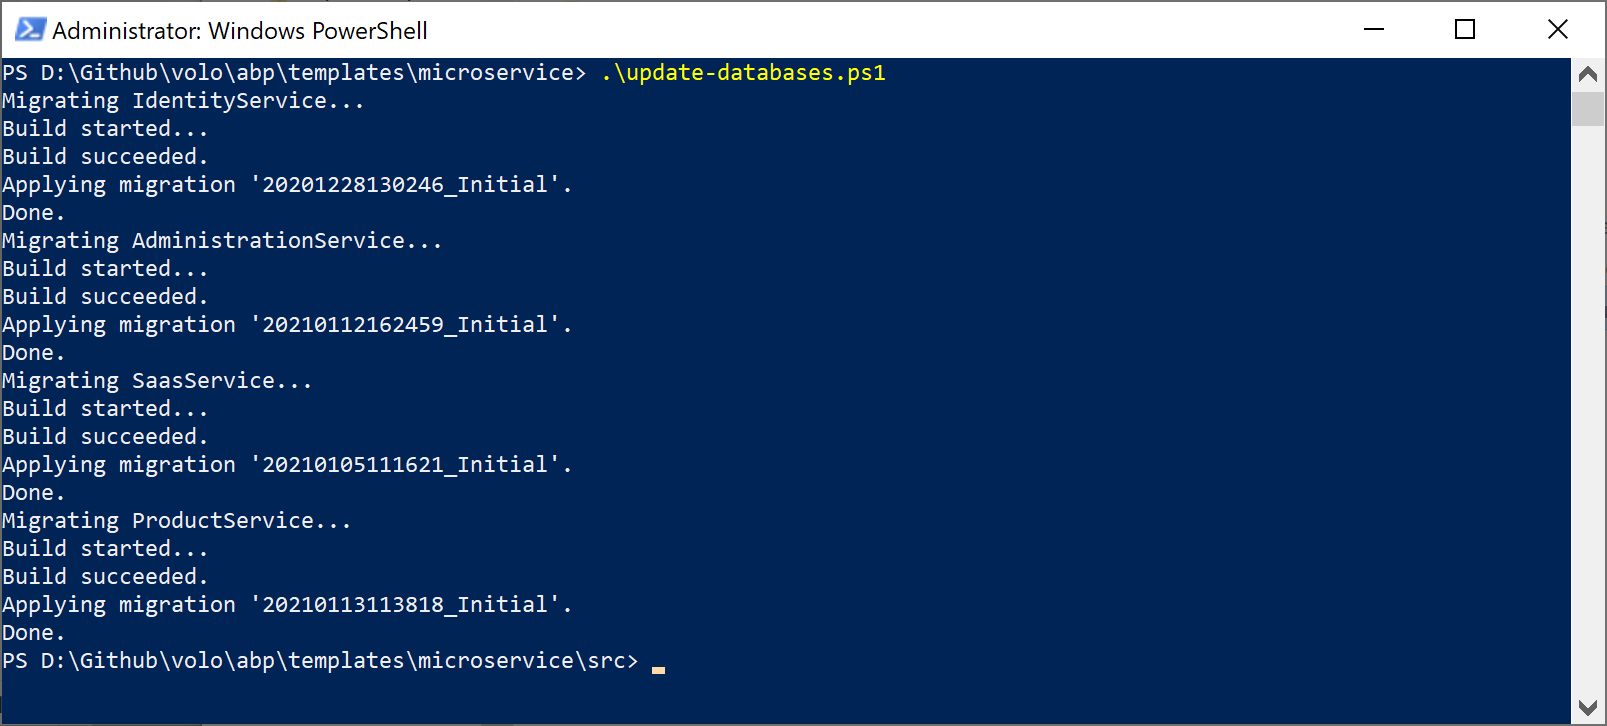 Administrator: Windows PowerShell
PS D:\Github\volo\abp\templates\microservice> .\update-databases.ps1
Migrating IdentityService...
Build started...
Build succeeded.
Applying migration '20201228130246_Initial'.
Done.
Migrating AdministrationService...
Build started...
Build succeeded.
Applying migration '20210112162459_Initial'.
Done.
Migrating SaasService...
Build started...
Build succeeded.
Applying migration '20210105111621_Initial'.
Done.
Migrating ProductService...
Build started...
Build succeeded.
Applying migration '20210113113818_Initial'.
Done.
PS D:\Github\volo\abp\templates\microservice\src>